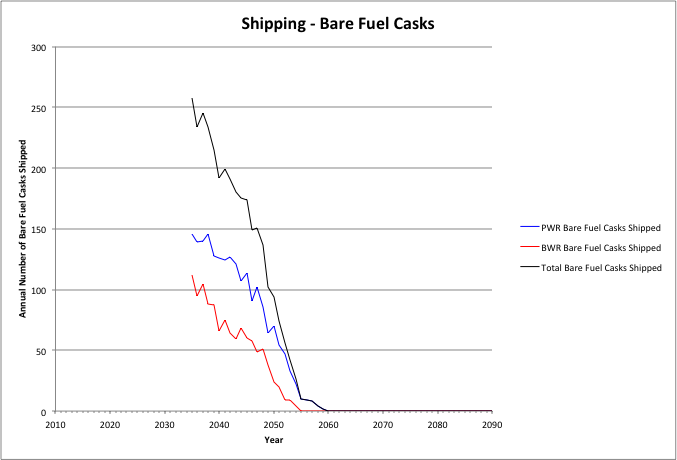 Shipping - Bare Fuel Casks
300
250
200
150
100
50
0
Annual Number of Bare Fuel Casks Shipped
2010 2020 2030 2040 2050 2060 2070 2080 2090
Year
PWR Bare Fuel Casks Shipped
BWR Bare Fuel Casks Shipped
Total Bare Fuel Casks Shipped